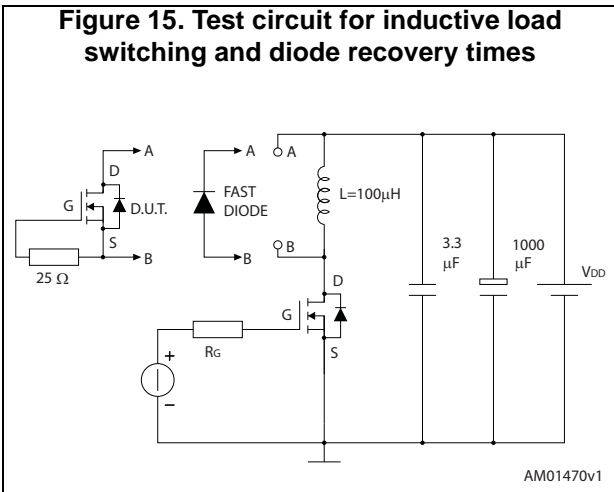 Figure 15. Test circuit for inductive load
switching and diode recovery times
A
D
G
D.U.T.
S
B
25 Ω
A
FAST
DIODE
B
A
L=100μH
B
D
G
S
RG
+
−
3.3
μF
1000
μF
VDD
AM01470v1